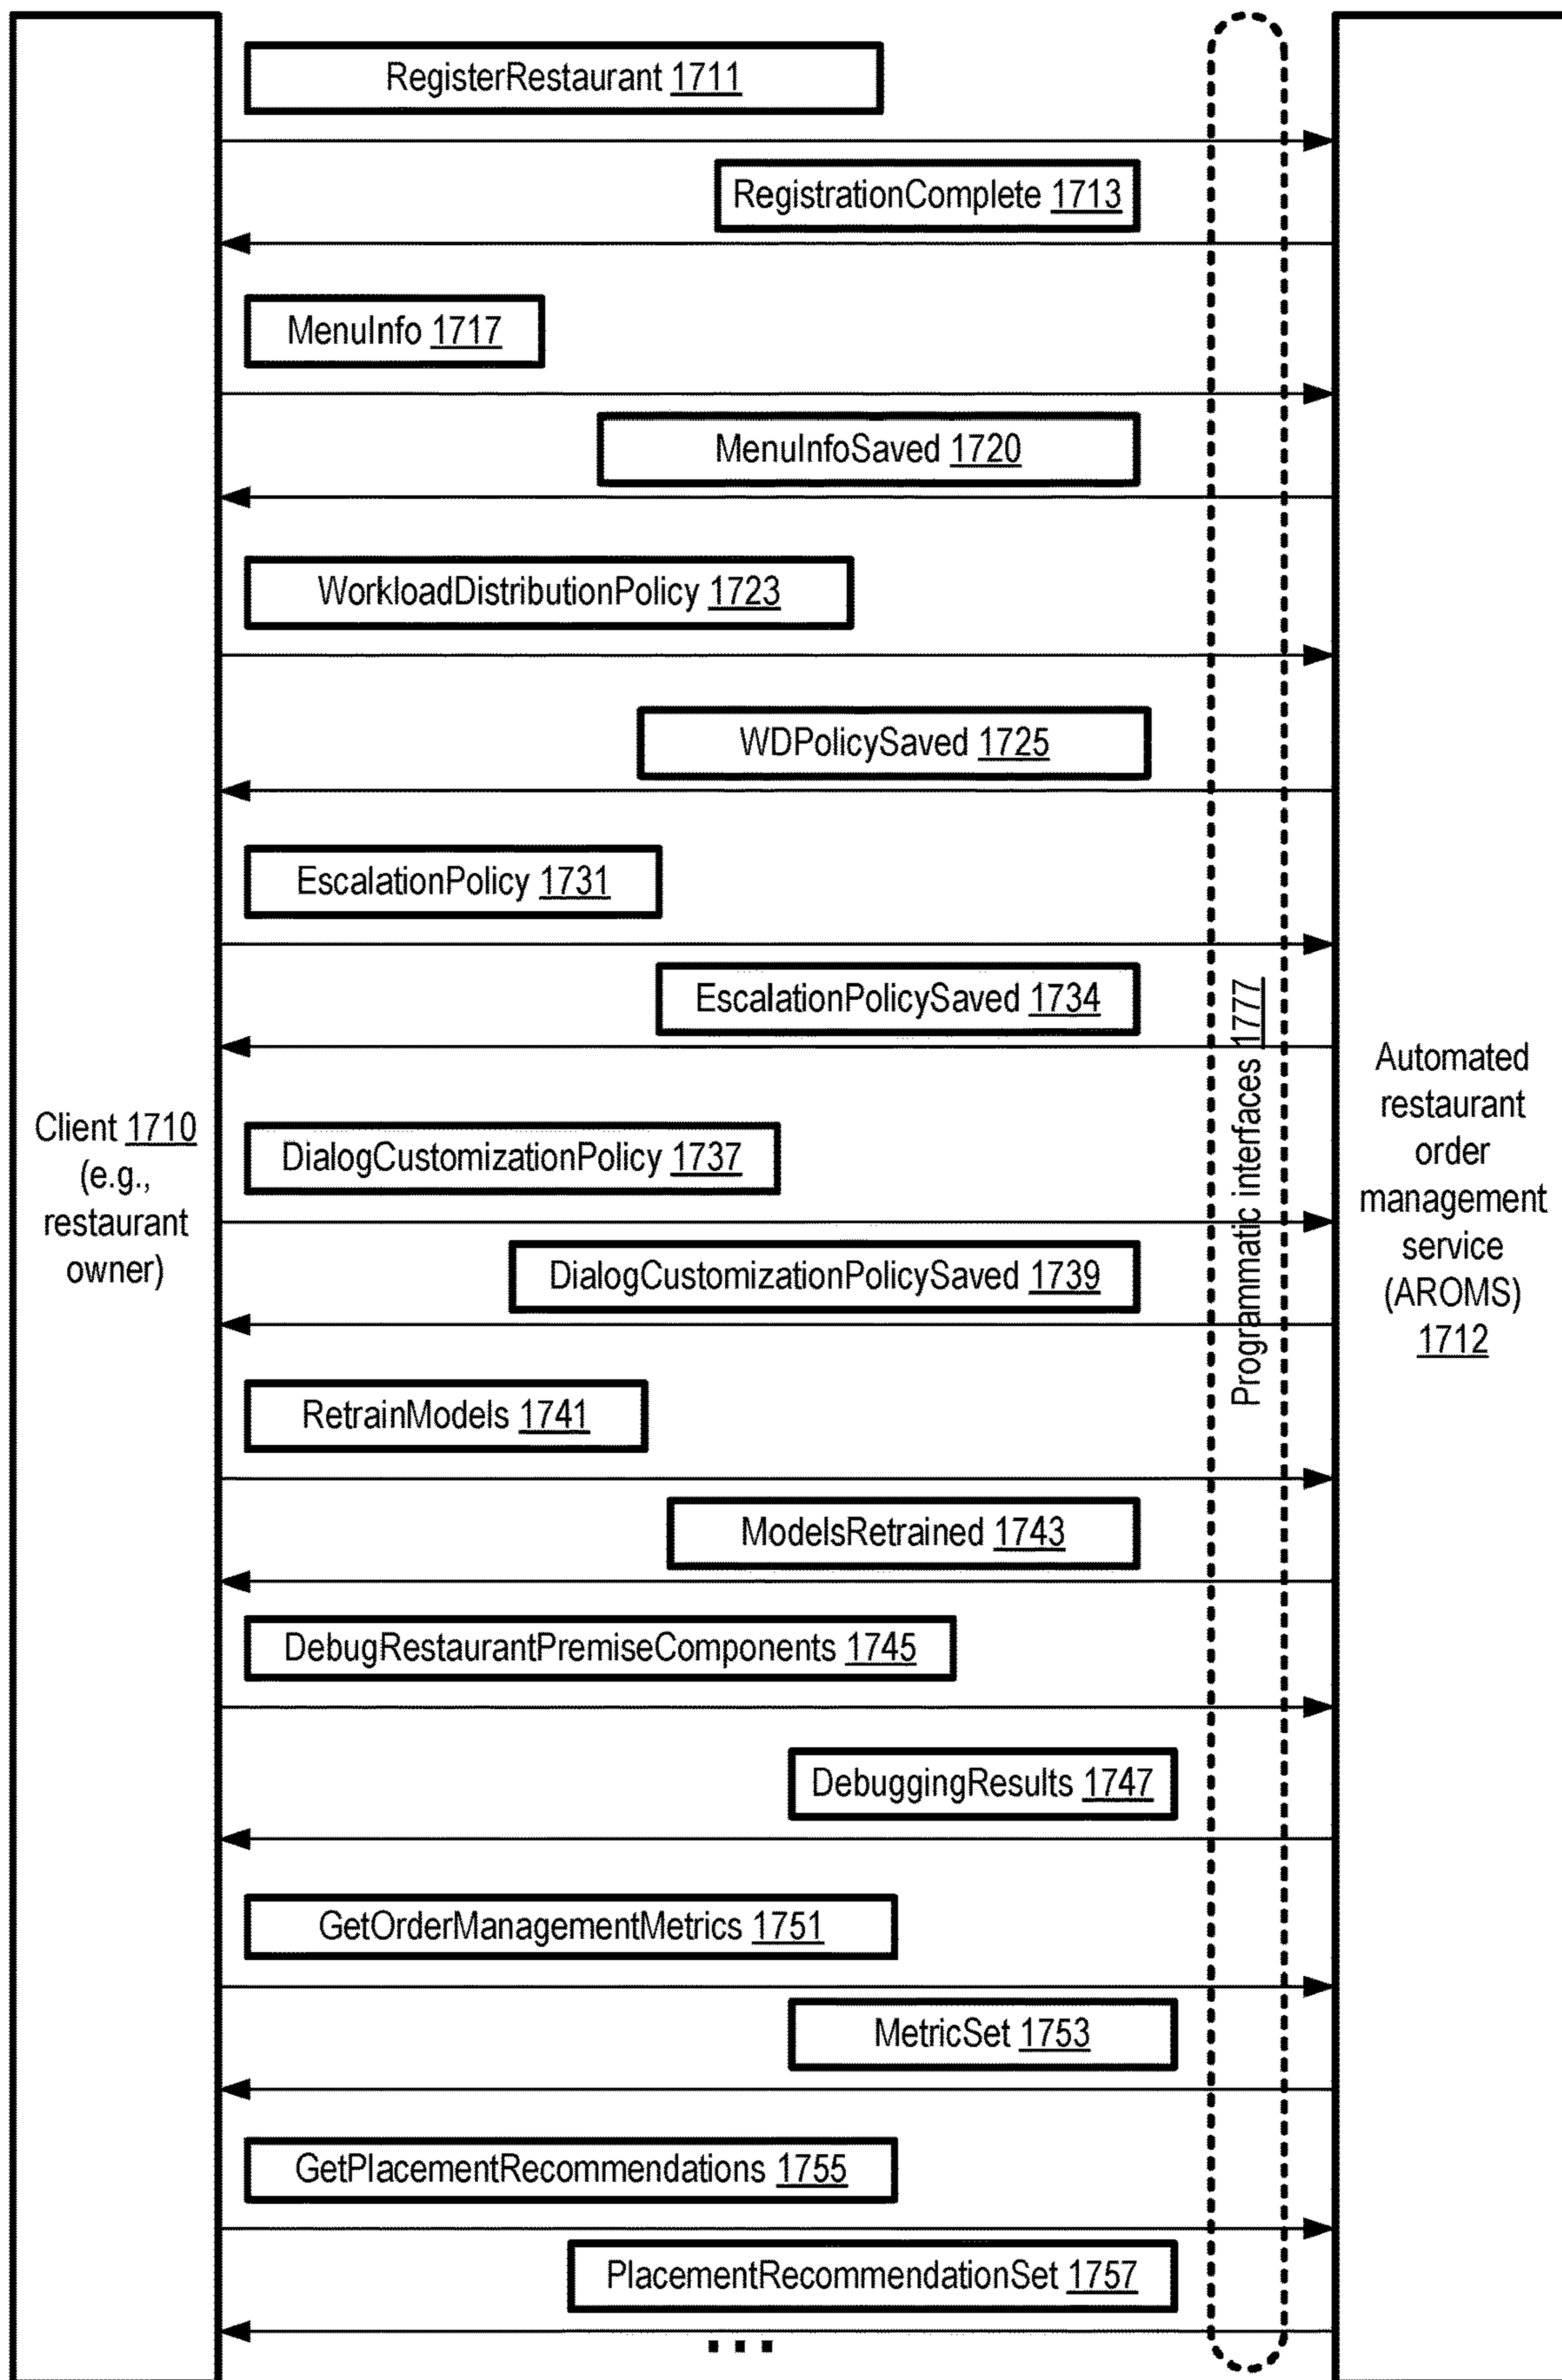 RegisterRestaurant 1711
RegistrationComplete 1713
MenuInfo 1717
MenuInfoSaved 1720
WorkloadDistributionPolicy 1723
WDPolicySaved 1725
EscalationPolicy 1731
EscalationPolicySaved 1734
Client 1710
(e.g.,
restaurant
owner)
DialogCustomizationPolicy 1737
DialogCustomizationPolicySaved 1739
Programmatic interfaces 1777
Automated
restaurant
order
management
service
(AROMS)
1712
RetrainModels 1741
ModelsRetrained 1743
DebugRestaurantPremiseComponents 1745
DebuggingResults 1747
GetOrderManagementMetrics 1751
MetricSet 1753
GetPlacementRecommendations 1755
PlacementRecommendationSet 1757
...